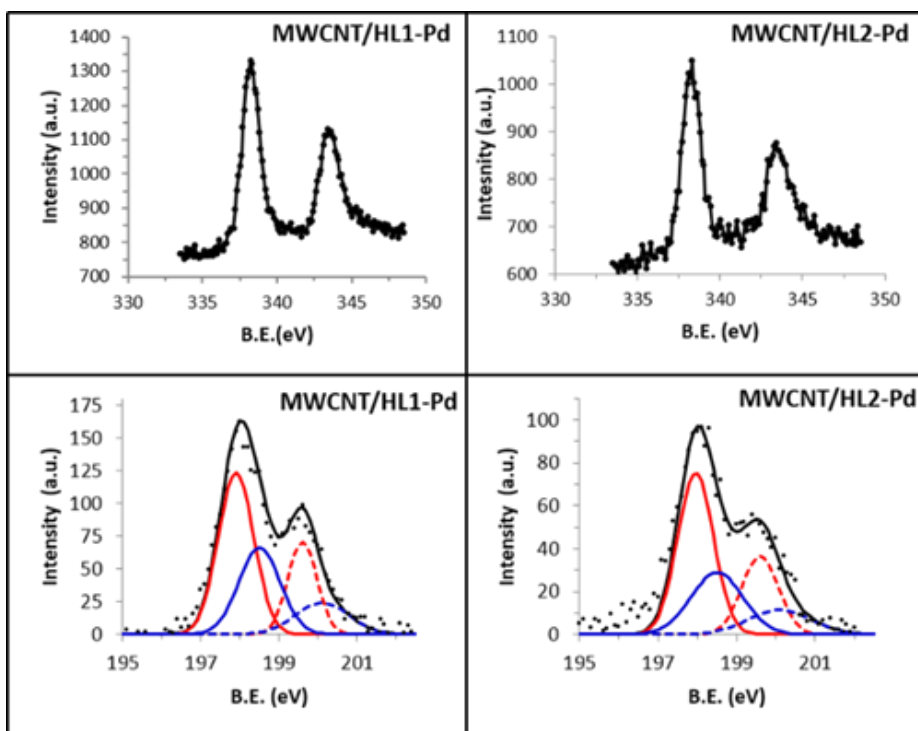 MWCNT/HL1-Pd
Intensity (a.u.)
1400
1300
1200
1100
1000
900
800
700
330 335 340 345 350
B.E.(eV)
MWCNT/HL2-Pd
Intesnity (a.u.)
1100
1000
900
800
700
600
330 335 340 345 350
B.E. (eV)
MWCNT/HL1-Pd
Intensity (a.u.)
175
150
125
100
75
50
25
0
195 197 199 201
B.E. (eV)
MWCNT/HL2-Pd
Intensity (a.u.)
100
80
60
40
20
0
195 197 199 201
B.E. (eV)